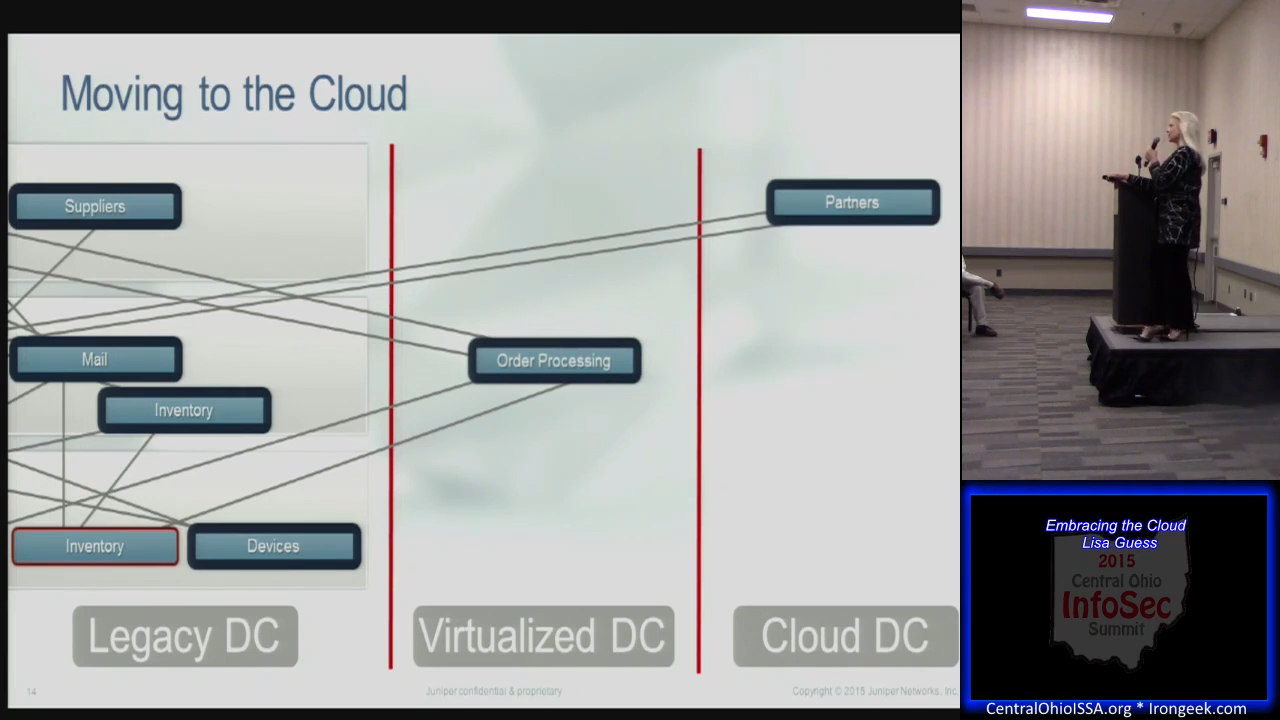 Moving to the Cloud
Suppliers
Partners
Mail
Order Processing
Inventory
Inventory
Devices
Legacy DC
Virtualized DC
Cloud DC
14
Juniper confidential & proprietary
Copyright © 2015 Juniper Networks, Inc.
Embracing the Cloud
Lisa Guess
2015
Central Ohio
InfoSec
Summit
CentralOhioISSA.org * Irongeek.com